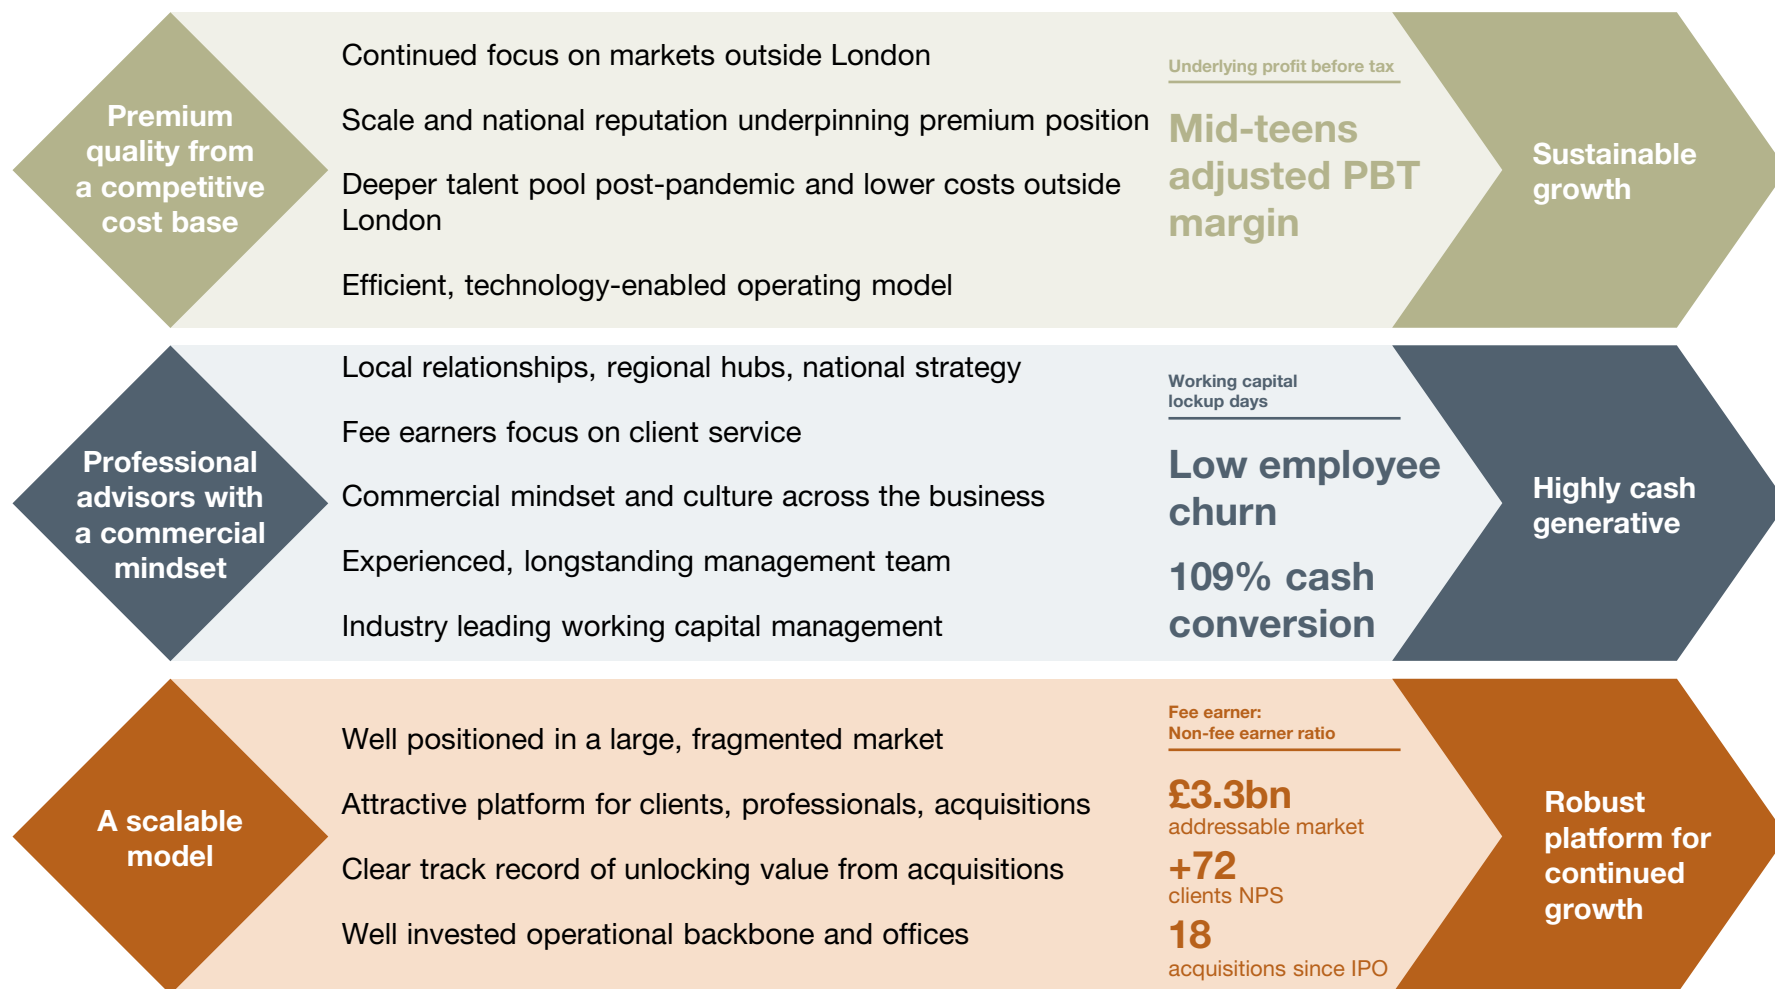 Premium
quality from
a competitive
cost base
Continued focus on markets outside London
Scale and national reputation underpinning premium position
Deeper talent pool post-pandemic and lower costs outside
London
Efficient, technology-enabled operating model
Underlying profit before tax
Mid-teens
adjusted PBT
margin
Sustainable
growth
Professional
advisors with
a commercial
mindset
Local relationships, regional hubs, national strategy
Fee earners focus on client service
Commercial mindset and culture across the business
Experienced, longstanding management team
Industry leading working capital management
Working capital
lockup days
Low employee
churn
109% cash
conversion
Highly cash
generative
A scalable
model
Well positioned in a large, fragmented market
Attractive platform for clients, professionals, acquisitions
Clear track record of unlocking value from acquisitions
Well invested operational backbone and offices
Fee earner:
Non-fee earner ratio
£3.3bn
addressable market
+72
clients NPS
18
acquisitions since IPO
Robust
platform for
continued
growth